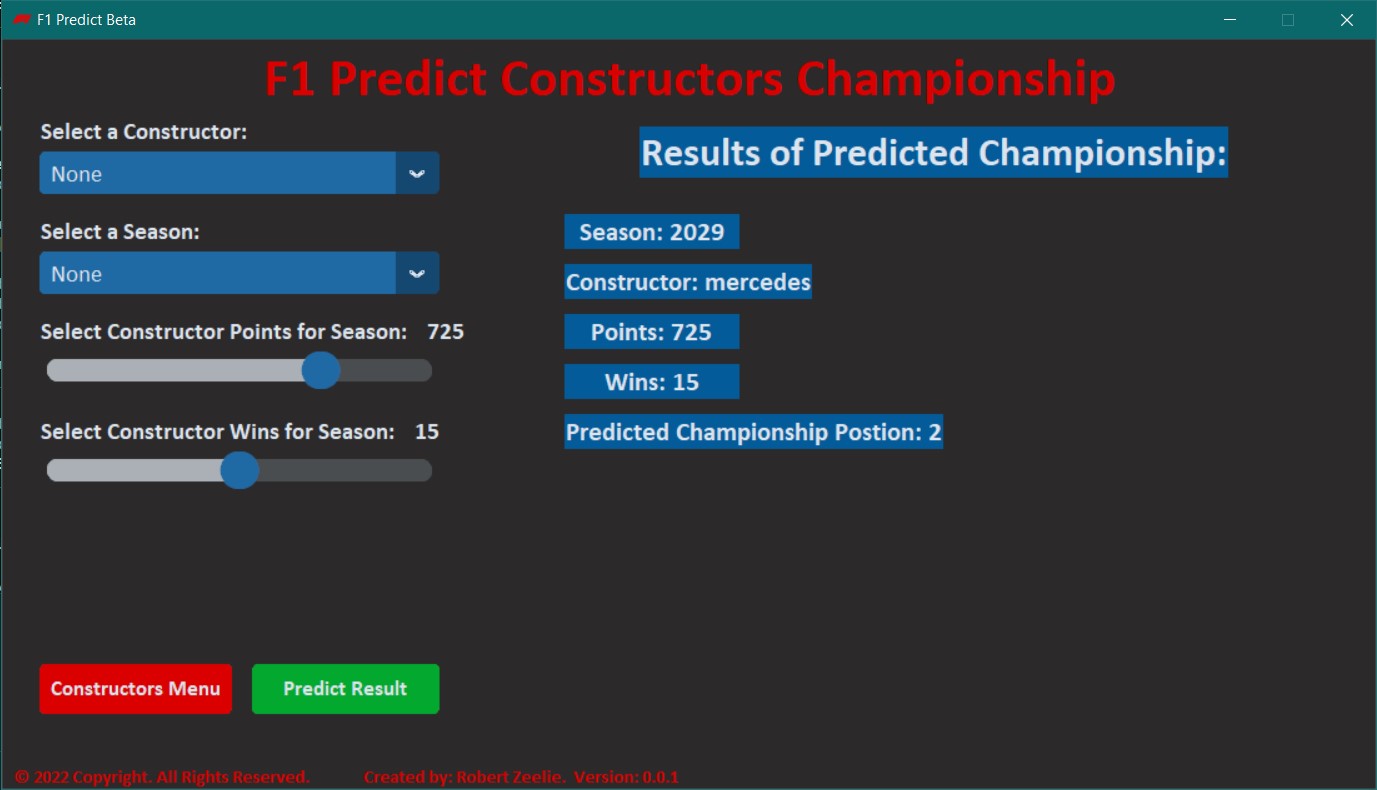 F1 Predict Beta
F1 Predict Constructors Championship
Select a Constructor:
None
Select a Season:
None
Select Constructor Points for Season: 725
Select Constructor Wins for Season: 15
Results of Predicted Championship:
Season: 2029
Constructor: mercedes
Points: 725
Wins: 15
Predicted Championship Postion: 2
Constructors Menu
Predict Result
© 2022 Copyright. All Rights Reserved.
Created by: Robert Zeelie. Version: 0.0.1